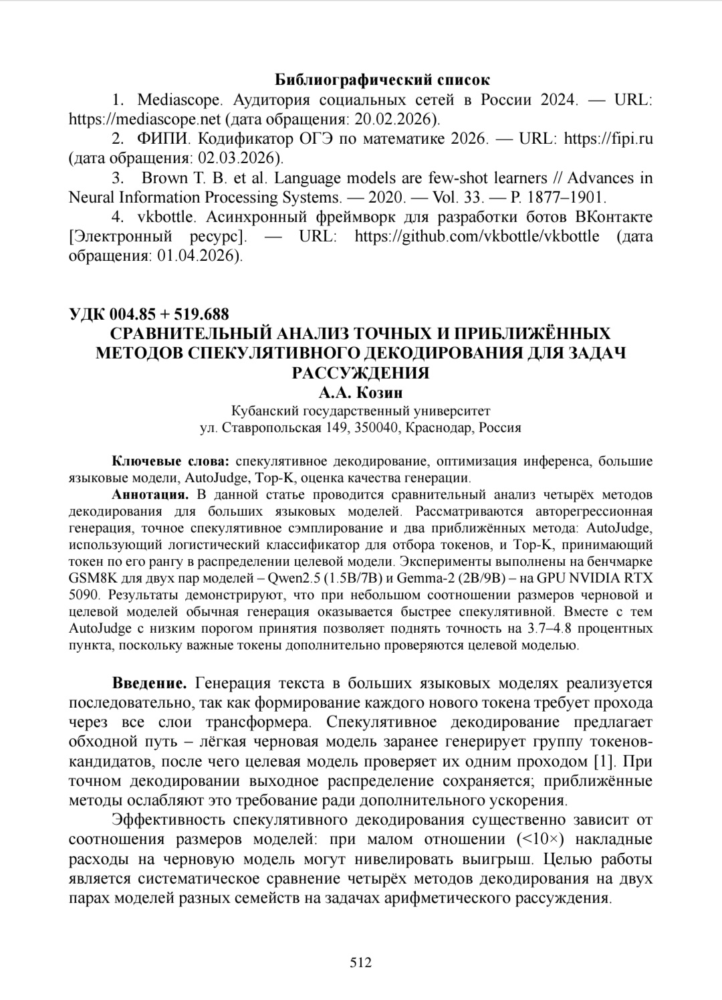 Библиографический список
1. Mediascope. Аудитория социальных сетей в России 2024. — URL:
https://mediascope.net (дата обращения: 20.02.2026).
2. ФИПИ. Кодификатор ОГЭ по математике 2026. — URL: https://fipi.ru
(дата обращения: 02.03.2026).
3. Brown T. B. et al. Language models are few-shot learners // Advances in
Neural Information Processing Systems. — 2020. — Vol. 33. — P. 1877–1901.
4. vkbottle. Асинхронный фреймворк для разработки ботов ВКонтакте
[Электронный ресурс]. — URL: https://github.com/vkbottle/vkbottle (дата
обращения: 01.04.2026).
УДК 004.85 + 519.688
СРАВНИТЕЛЬНЫЙ АНАЛИЗ ТОЧНЫХ И ПРИБЛИЖЁННЫХ
МЕТОДОВ СПЕКУЛЯТИВНОГО ДЕКОДИРОВАНИЯ ДЛЯ ЗАДАЧ
РАССУЖДЕНИЯ
А.А. Козин
Кубанский государственный университет
ул. Ставропольская 149, 350040, Краснодар, Россия
Ключевые слова: спекулятивное декодирование, оптимизация инференса, большие
языковые модели, AutoJudge, Top-K, оценка качества генерации.
Аннотация. В данной статье проводится сравнительный анализ четырёх методов
декодирования для больших языковых моделей. Рассматриваются авторегрессионная
генерация, точное спекулятивное сэмплирование и два приближённых метода: AutoJudge,
использующий логистический классификатор для отбора токенов, и Top-K, принимающий
токен по его рангу в распределении целевой модели. Эксперименты выполнены на бенчмарке
GSM8K для двух пар моделей – Qwen2.5 (1.5B/7B) и Gemma-2 (2B/9B) – на GPU NVIDIA RTX
5090. Результаты демонстрируют, что при небольшом соотношении размеров черновой и
целевой моделей обычная генерация оказывается быстрее спекулятивной. Вместе с тем
AutoJudge с низким порогом принятия позволяет поднять точность на 3.7–4.8 процентных
пункта, поскольку важные токены дополнительно проверяются целевой моделью.
Введение. Генерация текста в больших языковых моделях реализуется
последовательно, так как формирование каждого нового токена требует прохода
через все слои трансформера. Спекулятивное декодирование предлагает
обходной путь – лёгкая черновая модель заранее генерирует группу токенов-
кандидатов, после чего целевая модель проверяет их одним проходом [1]. При
точном декодировании выходное распределение сохраняется; приближённые
методы ослабляют это требование ради дополнительного ускорения.
Эффективность спекулятивного декодирования существенно зависит от
соотношения размеров моделей: при малом отношении (<10×) накладные
расходы на черновую модель могут нивелировать выигрыш. Целью работы
является систематическое сравнение четырёх методов декодирования на двух
парах моделей разных семейств на задачах арифметического рассуждения.
512